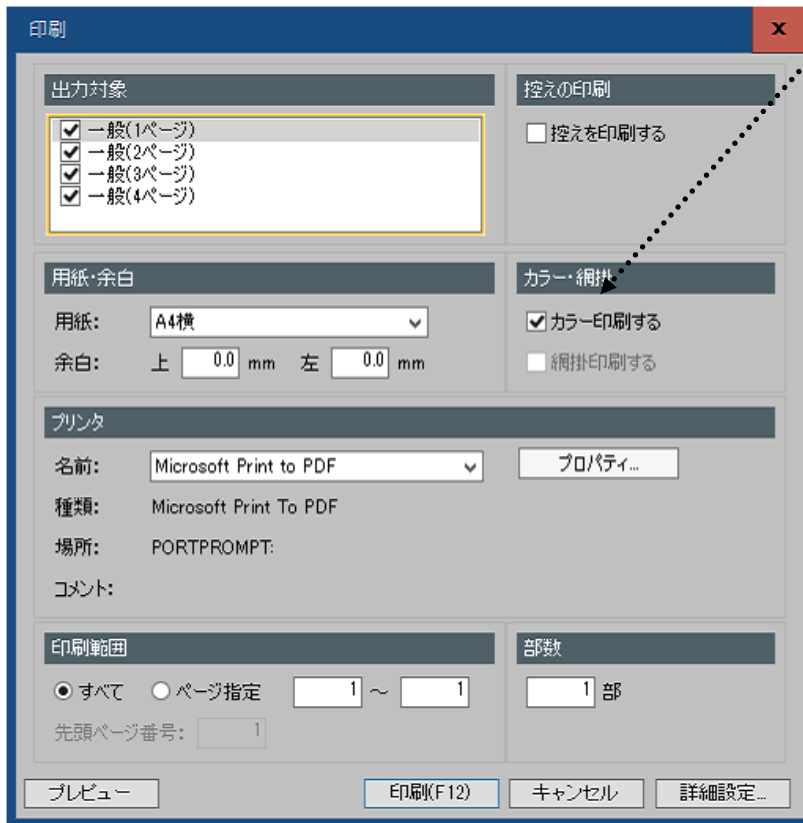 印刷
出力対象
一般(1ページ)
一般(2ページ)
一般(3ページ)
一般(4ページ)
控えの印刷
控えを印刷する
用紙・余白
用紙: A4横
余白: 上 0.0 mm 左 0.0 mm
カラー・網掛
カラー印刷する
網掛印刷する
プリンタ
名前: Microsoft Print to PDF プロパティ...
種類: Microsoft Print To PDF
場所: PORTPROMPT:
コメント:
印刷範囲
すべて ページ指定 1 ～ 1
先頭ページ番号: 1
部数
1 部
プレビュー 印刷(F12) キャンセル 詳細設定...